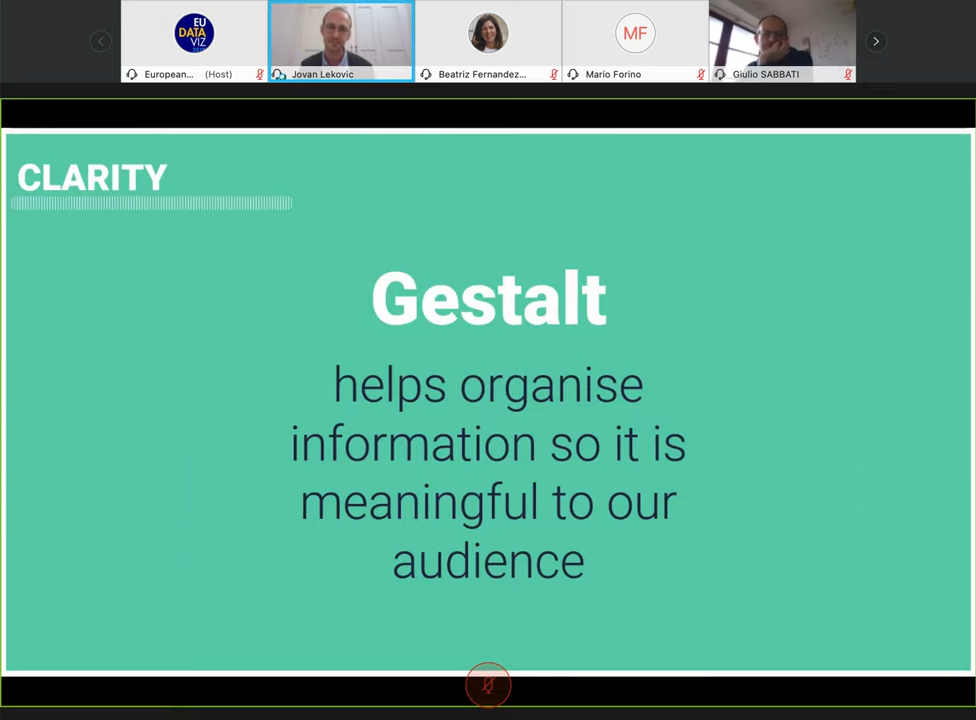 EU
DATA
VIZ
European... (Host)
Jovan Lekovic
Beatriz Fernandez...
MF
Mario Forino
Giulio SABBATI
CLARITY
Gestalt
helps organise
information so it is
meaningful to our
audience